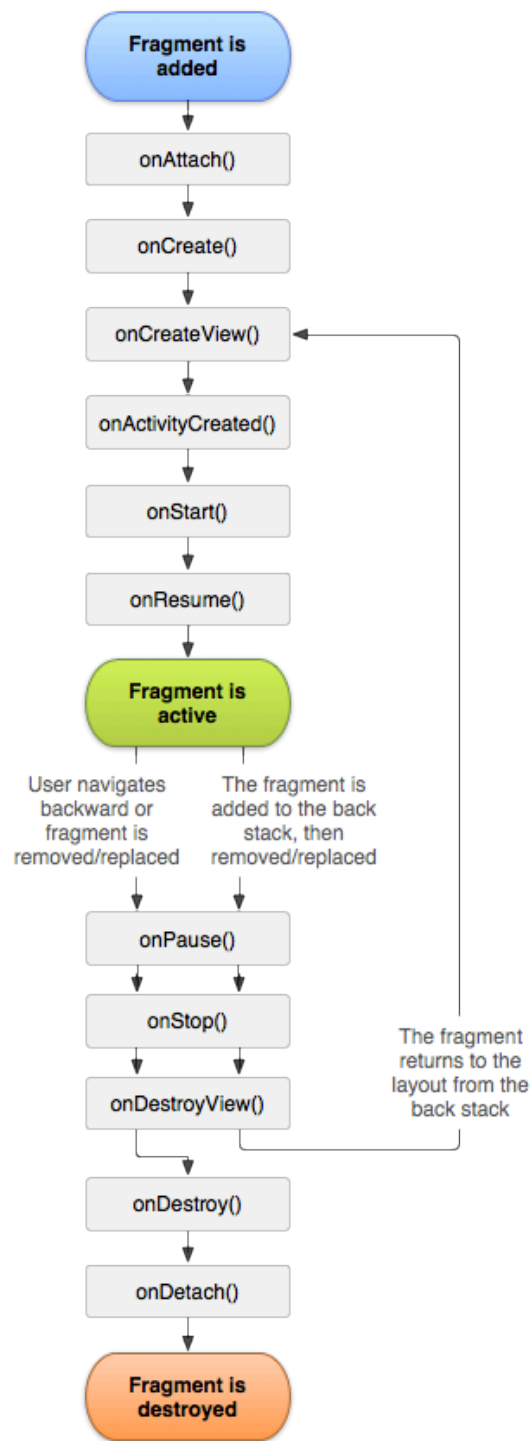 Fragment is
added
onAttach()
onCreate()
onCreateView()
onActivityCreated()
onStart()
onResume()
Fragment is
active
User navigates
backward or
fragment is
removed/replaced
The fragment is
added to the back
stack, then
removed/replaced
onPause()
onStop()
onDestroyView()
The fragment
returns to the
layout from the
back stack
onDestroy()
onDetach()
Fragment is
destroyed